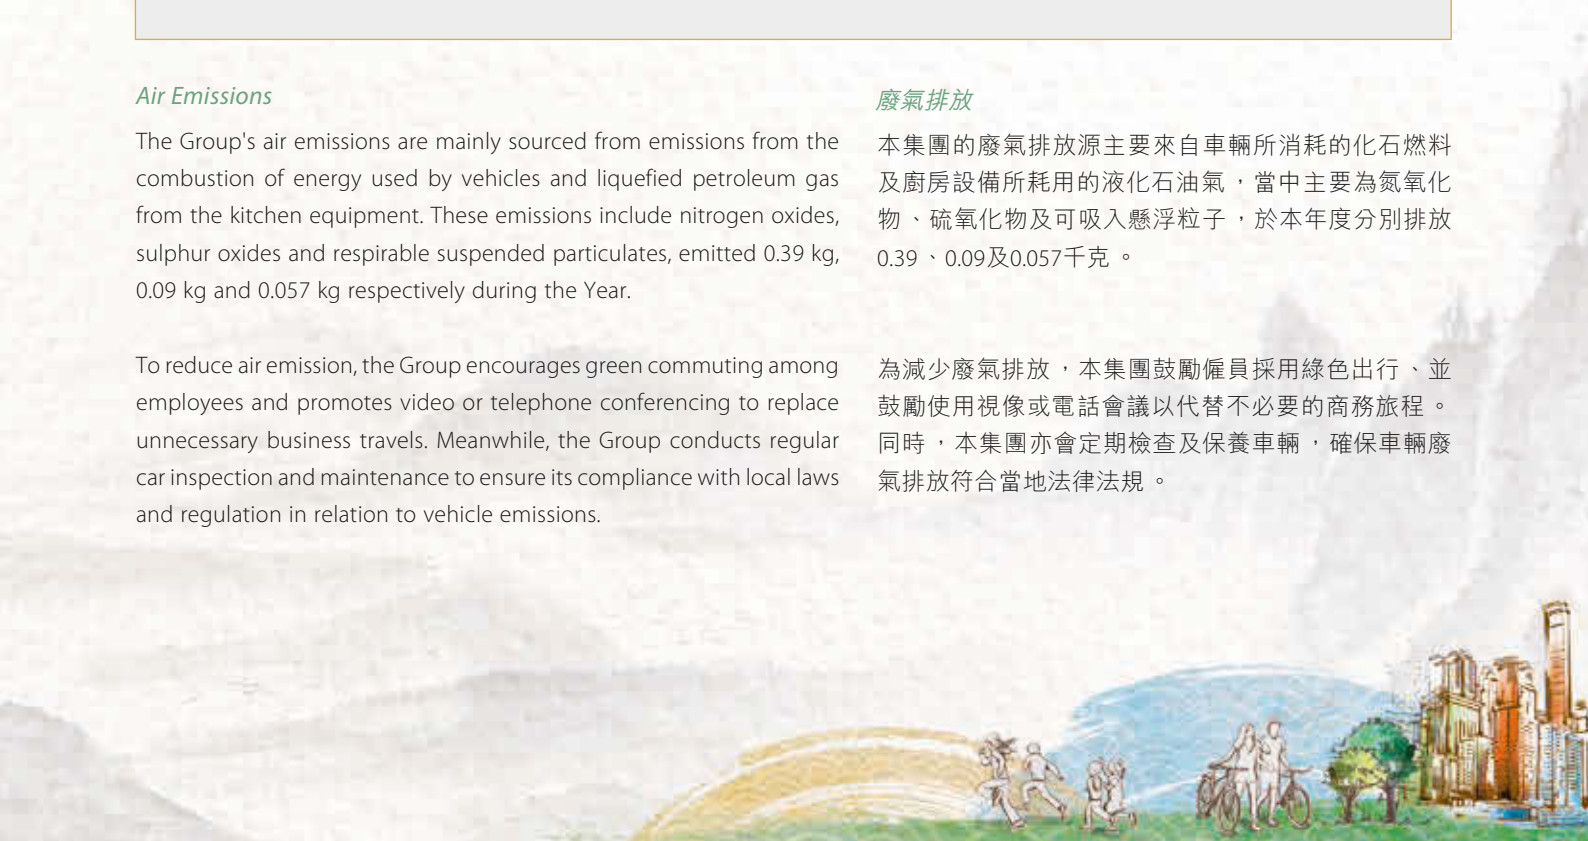 Air Emissions
The Group's air emissions are mainly sourced from emissions from the
combustion of energy used by vehicles and liquefied petroleum gas
from the kitchen equipment. These emissions include nitrogen oxides,
sulphur oxides and respirable suspended particulates, emitted 0.39 kg,
0.09 kg and 0.057 kg respectively during the Year.
To reduce air emission, the Group encourages green commuting among
employees and promotes video or telephone conferencing to replace
unnecessary business travels. Meanwhile, the Group conducts regular
car inspection and maintenance to ensure its compliance with local laws
and regulation in relation to vehicle emissions.
廢氣排放
本集團的廢氣排放源主要來自車輛所消耗的化石燃料
及廚房設備所耗用的液化石油氣，當中主要為氮氧化
物、硫氧化物及可吸入懸浮粒子，於本年度分別排放
0.39、0.09及0.057千克。
為減少廢氣排放，本集團鼓勵僱員採用綠色出行、並
鼓勵使用視像或電話會議以代替不必要的商務旅程。
同時，本集團亦會定期檢查及保養車輛，確保車輛廢
氣排放符合當地法律法規。